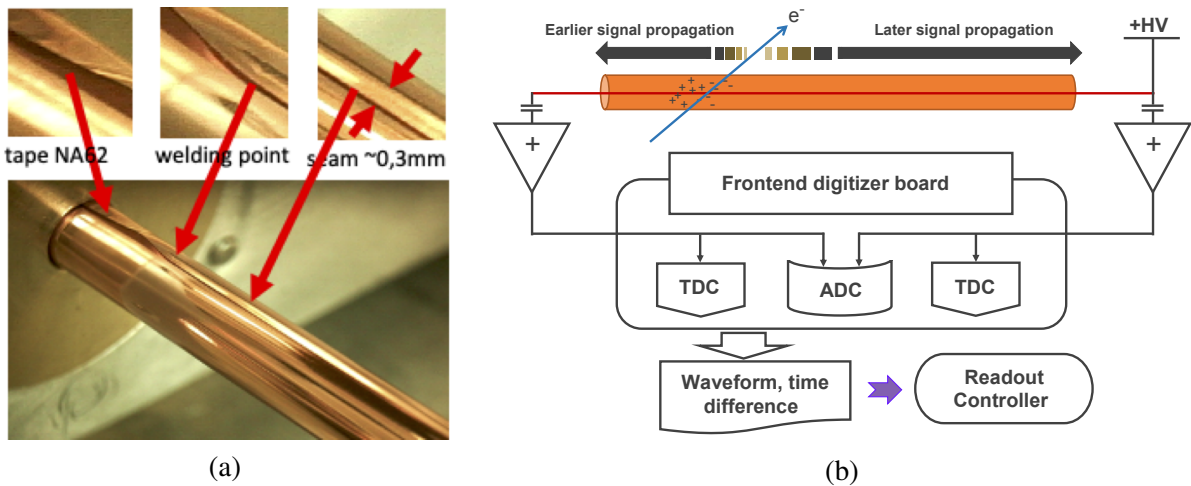 tape NA62
welding point
seam ~0,3mm
(a)
e-
Earlier signal propagation
Later signal propagation
+HV
+ + + + + + + + + - - - - - -
+
+
Frontend digitizer board
TDC
ADC
TDC
Waveform, time
difference
Readout
Controller
(b)